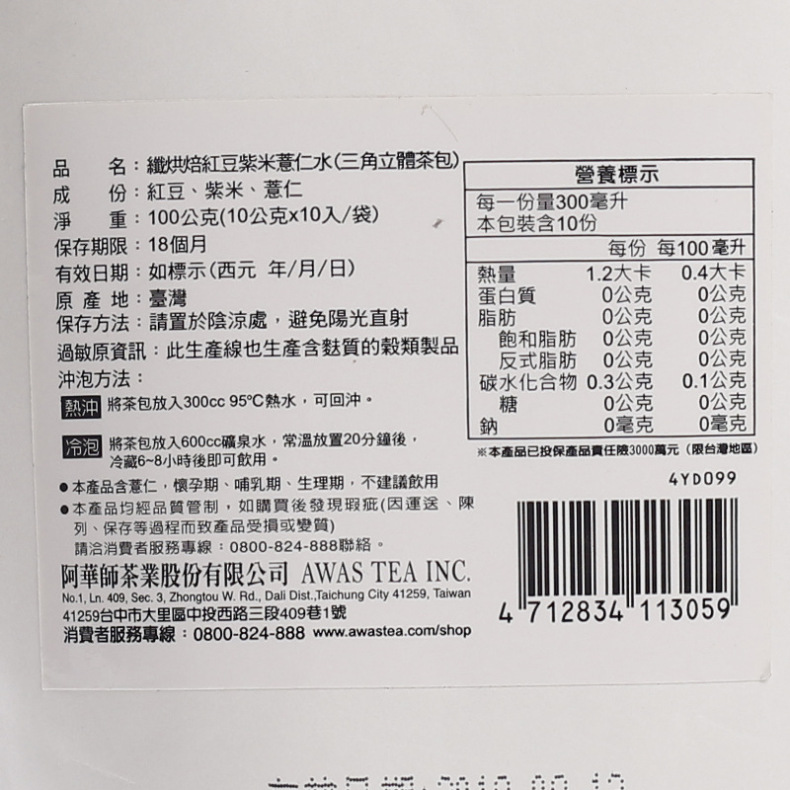 品　　名：纖烘焙紅豆紫米薏仁水(三角立體茶包)
成　　份：紅豆、紫米、薏仁
淨　　重：100公克(10公克x10入/袋)
保存期限：18個月
有效日期：如標示(西元 年/月/日)
原 產 地：臺灣
保存方法：請置於陰涼處，避免陽光直射
過敏原資訊：此生產線也生產含麩質的穀類製品
沖泡方法：
熱沖 將茶包放入300cc 95℃熱水，可回沖。
冷泡 將茶包放入600cc礦泉水，常溫放置20分鐘後，
冷藏6~8小時後即可飲用。
●本產品含薏仁，懷孕期、哺乳期、生理期，不建議飲用
●本產品均經品質管制，如購買後發現瑕疵(因運送、陳
列、保存等過程而致產品受損或變質)
請洽消費者服務專線：0800-824-888聯絡。
阿華師茶業股份有限公司 AWAS TEA INC.
No.1, Ln. 409, Sec. 3, Zhongtou W. Rd., Dali Dist.,Taichung City 41259, Taiwan
41259台中市大里區中投西路三段409巷1號
消費者服務專線：0800-824-888 www.awastea.com/shop
營養標示
每一份量300毫升
本包裝含10份
每份 每100毫升
熱量 1.2大卡 0.4大卡
蛋白質 0公克 0公克
脂肪 0公克 0公克
飽和脂肪 0公克 0公克
反式脂肪 0公克 0公克
碳水化合物 0.3公克 0.1公克
糖 0公克 0公克
鈉 0毫克 0毫克
※本產品已投保產品責任險3000萬元（限台灣地區）
4YD099
4 712834 113059